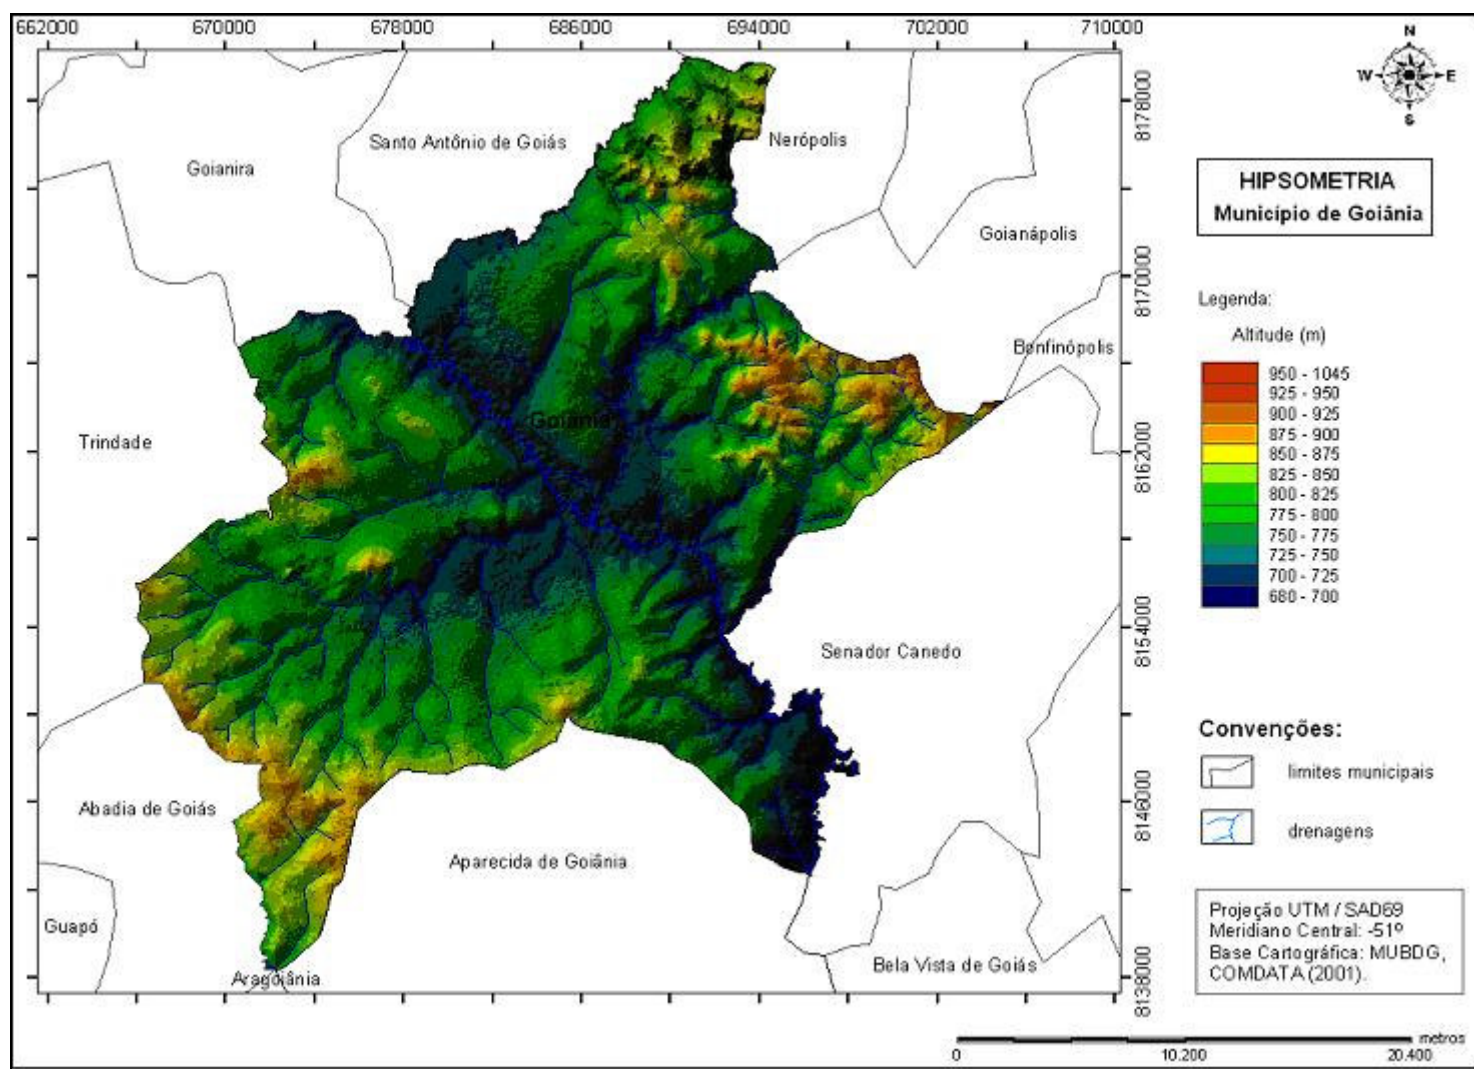 662000 670000 678000 686000 694000 702000 710000
N
W E
S
8178000
8170000
8162000
8154000
8146000
8138000
Santo Antônio de Goiás
Nerópolis
Goianira
Goianápolis
Bonfinópolis
Goiânia
Trindade
Senador Canedo
Abadia de Goiás
Aparecida de Goiânia
Guapó
Aragoiânia
Bela Vista de Goiás
HIPSOMETRIA
Município de Goiânia
Legenda:
Altitude (m)
950 - 1045
925 - 950
900 - 925
875 - 900
850 - 875
825 - 850
800 - 825
775 - 800
750 - 775
725 - 750
700 - 725
680 - 700
Convenções:
limites municipais
drenagens
Projeção UTM / SAD69
Meridiano Central: -51º
Base Cartográfica: MUBDG,
COMDATA (2001).
metros
0 10.200 20.400